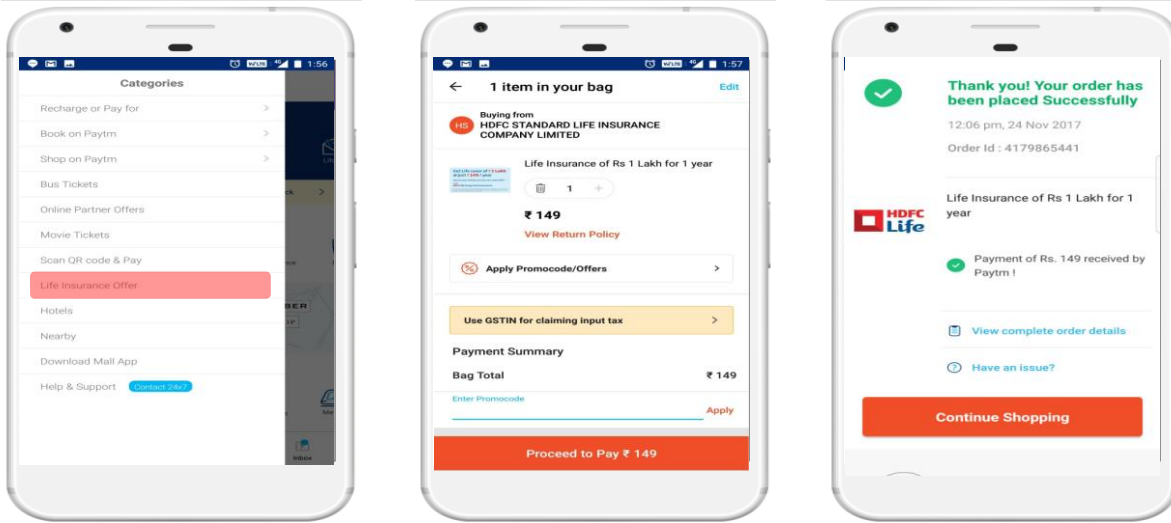 1:56
Categories
Recharge or Pay for
Book on Paytm
Shop on Paytm
Bus Tickets
Online Partner Offers
Movie Tickets
Scan QR code & Pay
Life Insurance Offer
Hotels
Nearby
Download Mall App
Help & Support Contact 24x7
Inbox
1:57
1 item in your bag Edit
Buying from
HS HDFC STANDARD LIFE INSURANCE
COMPANY LIMITED
Life Insurance of Rs 1 Lakh for 1 year
1 +
₹ 149
View Return Policy
Apply Promocode/Offers
Use GSTIN for claiming input tax
Payment Summary
Bag Total ₹ 149
Enter Promocode
Apply
Proceed to Pay ₹ 149
Thank you! Your order has
been placed Successfully
12:06 pm, 24 Nov 2017
Order Id : 4179865441
HDFC
Life
Life Insurance of Rs 1 Lakh for 1
year
Payment of Rs. 149 received by
Paytm !
View complete order details
Have an issue?
Continue Shopping